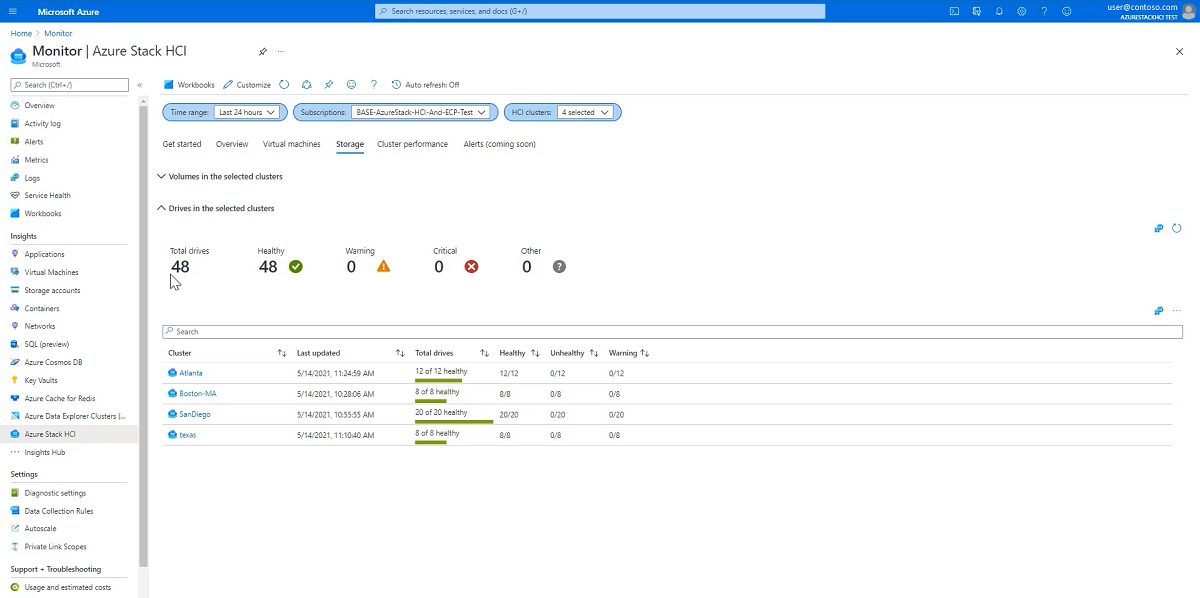 Microsoft Azure
Search resources, services, and docs (G+/)
user@contoso.com
AZURESTACKHCI TEST
Home > Monitor
Monitor | Azure Stack HCI
Microsoft
Search (Ctrl+/)
«
Overview
Activity log
Alerts
Metrics
Logs
Service Health
Workbooks
Insights
Applications
Virtual Machines
Storage accounts
Containers
Networks
SQL (preview)
Azure Cosmos DB
Key Vaults
Azure Cache for Redis
Azure Data Explorer Clusters (...
Azure Stack HCI
Insights Hub
Settings
Diagnostic settings
Data Collection Rules
Autoscale
Private Link Scopes
Support + Troubleshooting
Usage and estimated costs
Workbooks Customize Auto refresh: Off
Time range: Last 24 hours Subscriptions: BASE-AzureStack-HCI-And-ECP-Test HCI clusters: 4 selected
Get started Overview Virtual machines Storage Cluster performance Alerts (coming soon)
Volumes in the selected clusters
Drives in the selected clusters
Total drives Healthy Warning Critical Other
48 48 0 0 0
Search
Cluster Last updated Total drives Healthy Unhealthy Warning
Atlanta 5/14/2021, 11:24:59 AM 12 of 12 healthy 12/12 0/12 0/12
Boston-MA 5/14/2021, 10:28:06 AM 8 of 8 healthy 8/8 0/8 0/8
SanDiego 5/14/2021, 10:55:55 AM 20 of 20 healthy 20/20 0/20 0/20
texas 5/14/2021, 11:10:40 AM 8 of 8 healthy 8/8 0/8 0/8